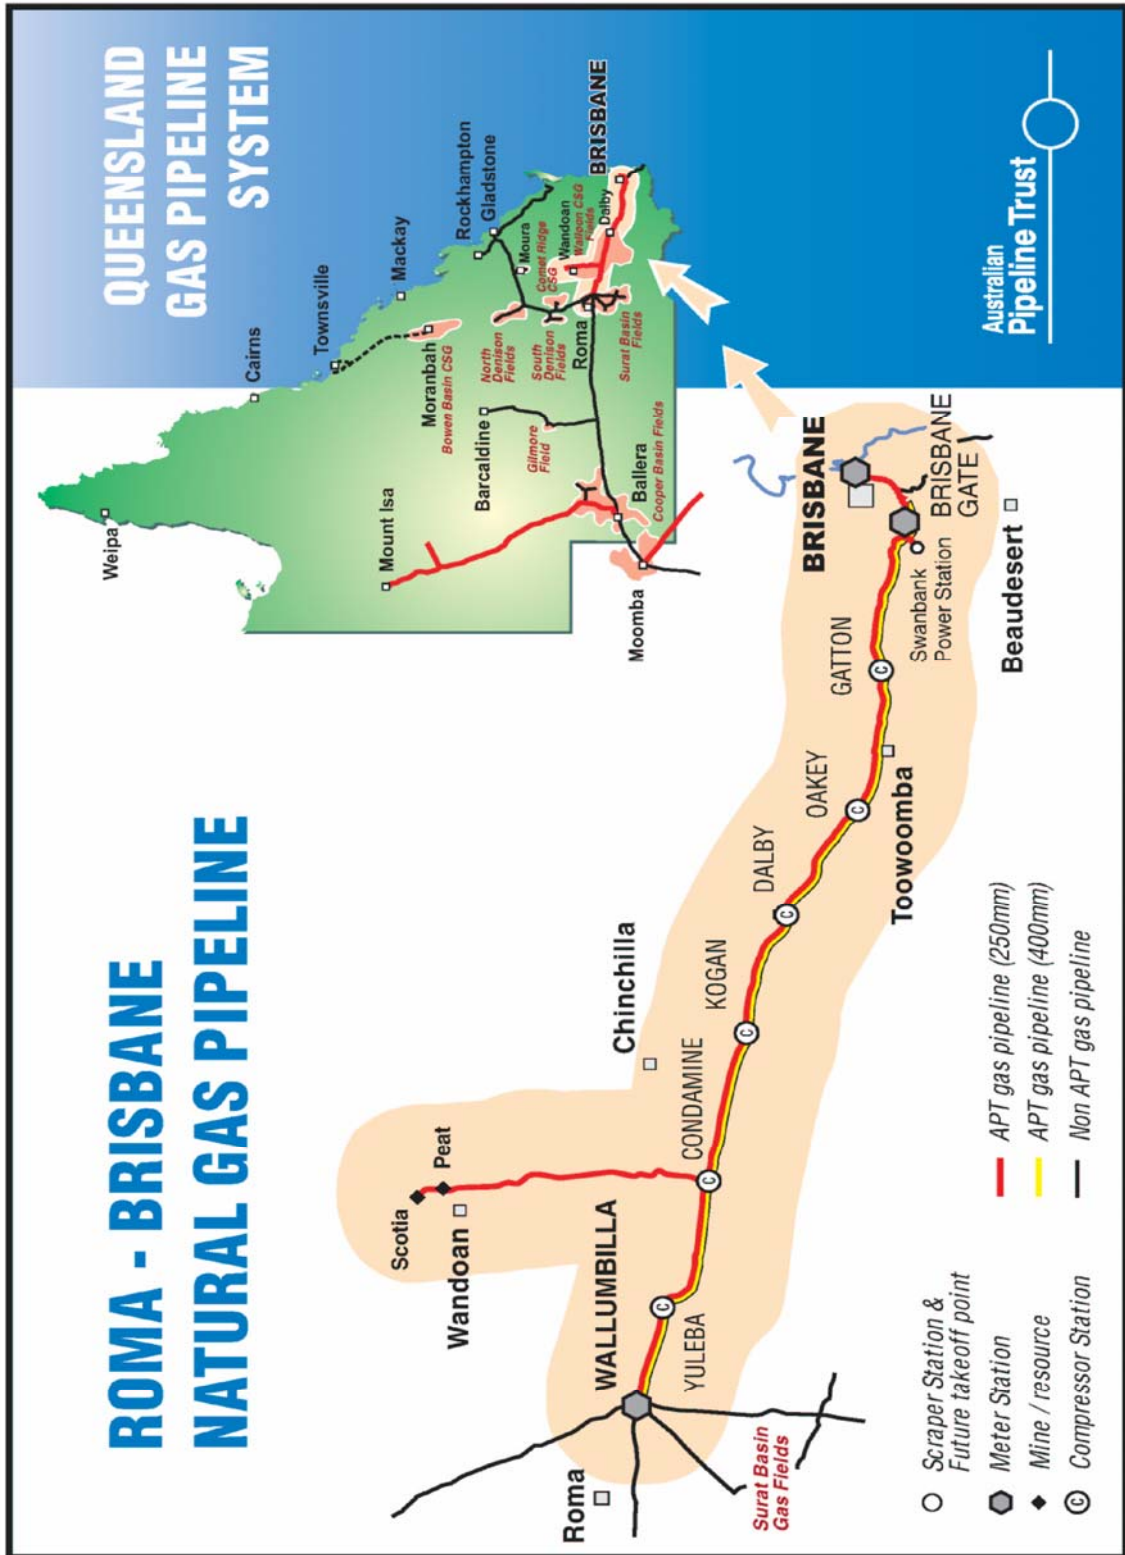 ROMA - BRISBANE
NATURAL GAS PIPELINE
QUEENSLAND
GAS PIPELINE
SYSTEM
Weipa
Cairns
Townsville
Mackay
Rockhampton
Gladstone
Mount Isa
Moranbah
Bowen Basin CSG
Barcaldine
Gilmore
Field
North
Denison
Fields
South
Denison
Fields
Moura
Comet Ridge
CSG
Wandoan
Walloon CSG
Fields
Dalby
BRISBANE
Roma
Surat Basin
Fields
Ballera
Cooper Basin Fields
Moomba
Australian
Pipeline Trust
Scotia
Peat
Wandoan
Chinchilla
WALLUMBILLA
Roma
YULEBA
C
CONDAMINE
C
KOGAN
C
DALBY
C
OAKEY
C
GATTON
C
Toowoomba
BRISBANE
BRISBANE
GATE
Swanbank
Power Station
Beaudesert
Surat Basin
Gas Fields
Scraper Station &
Future takeoff point
Meter Station
Mine / resource
C Compressor Station
APT gas pipeline (250mm)
APT gas pipeline (400mm)
Non APT gas pipeline